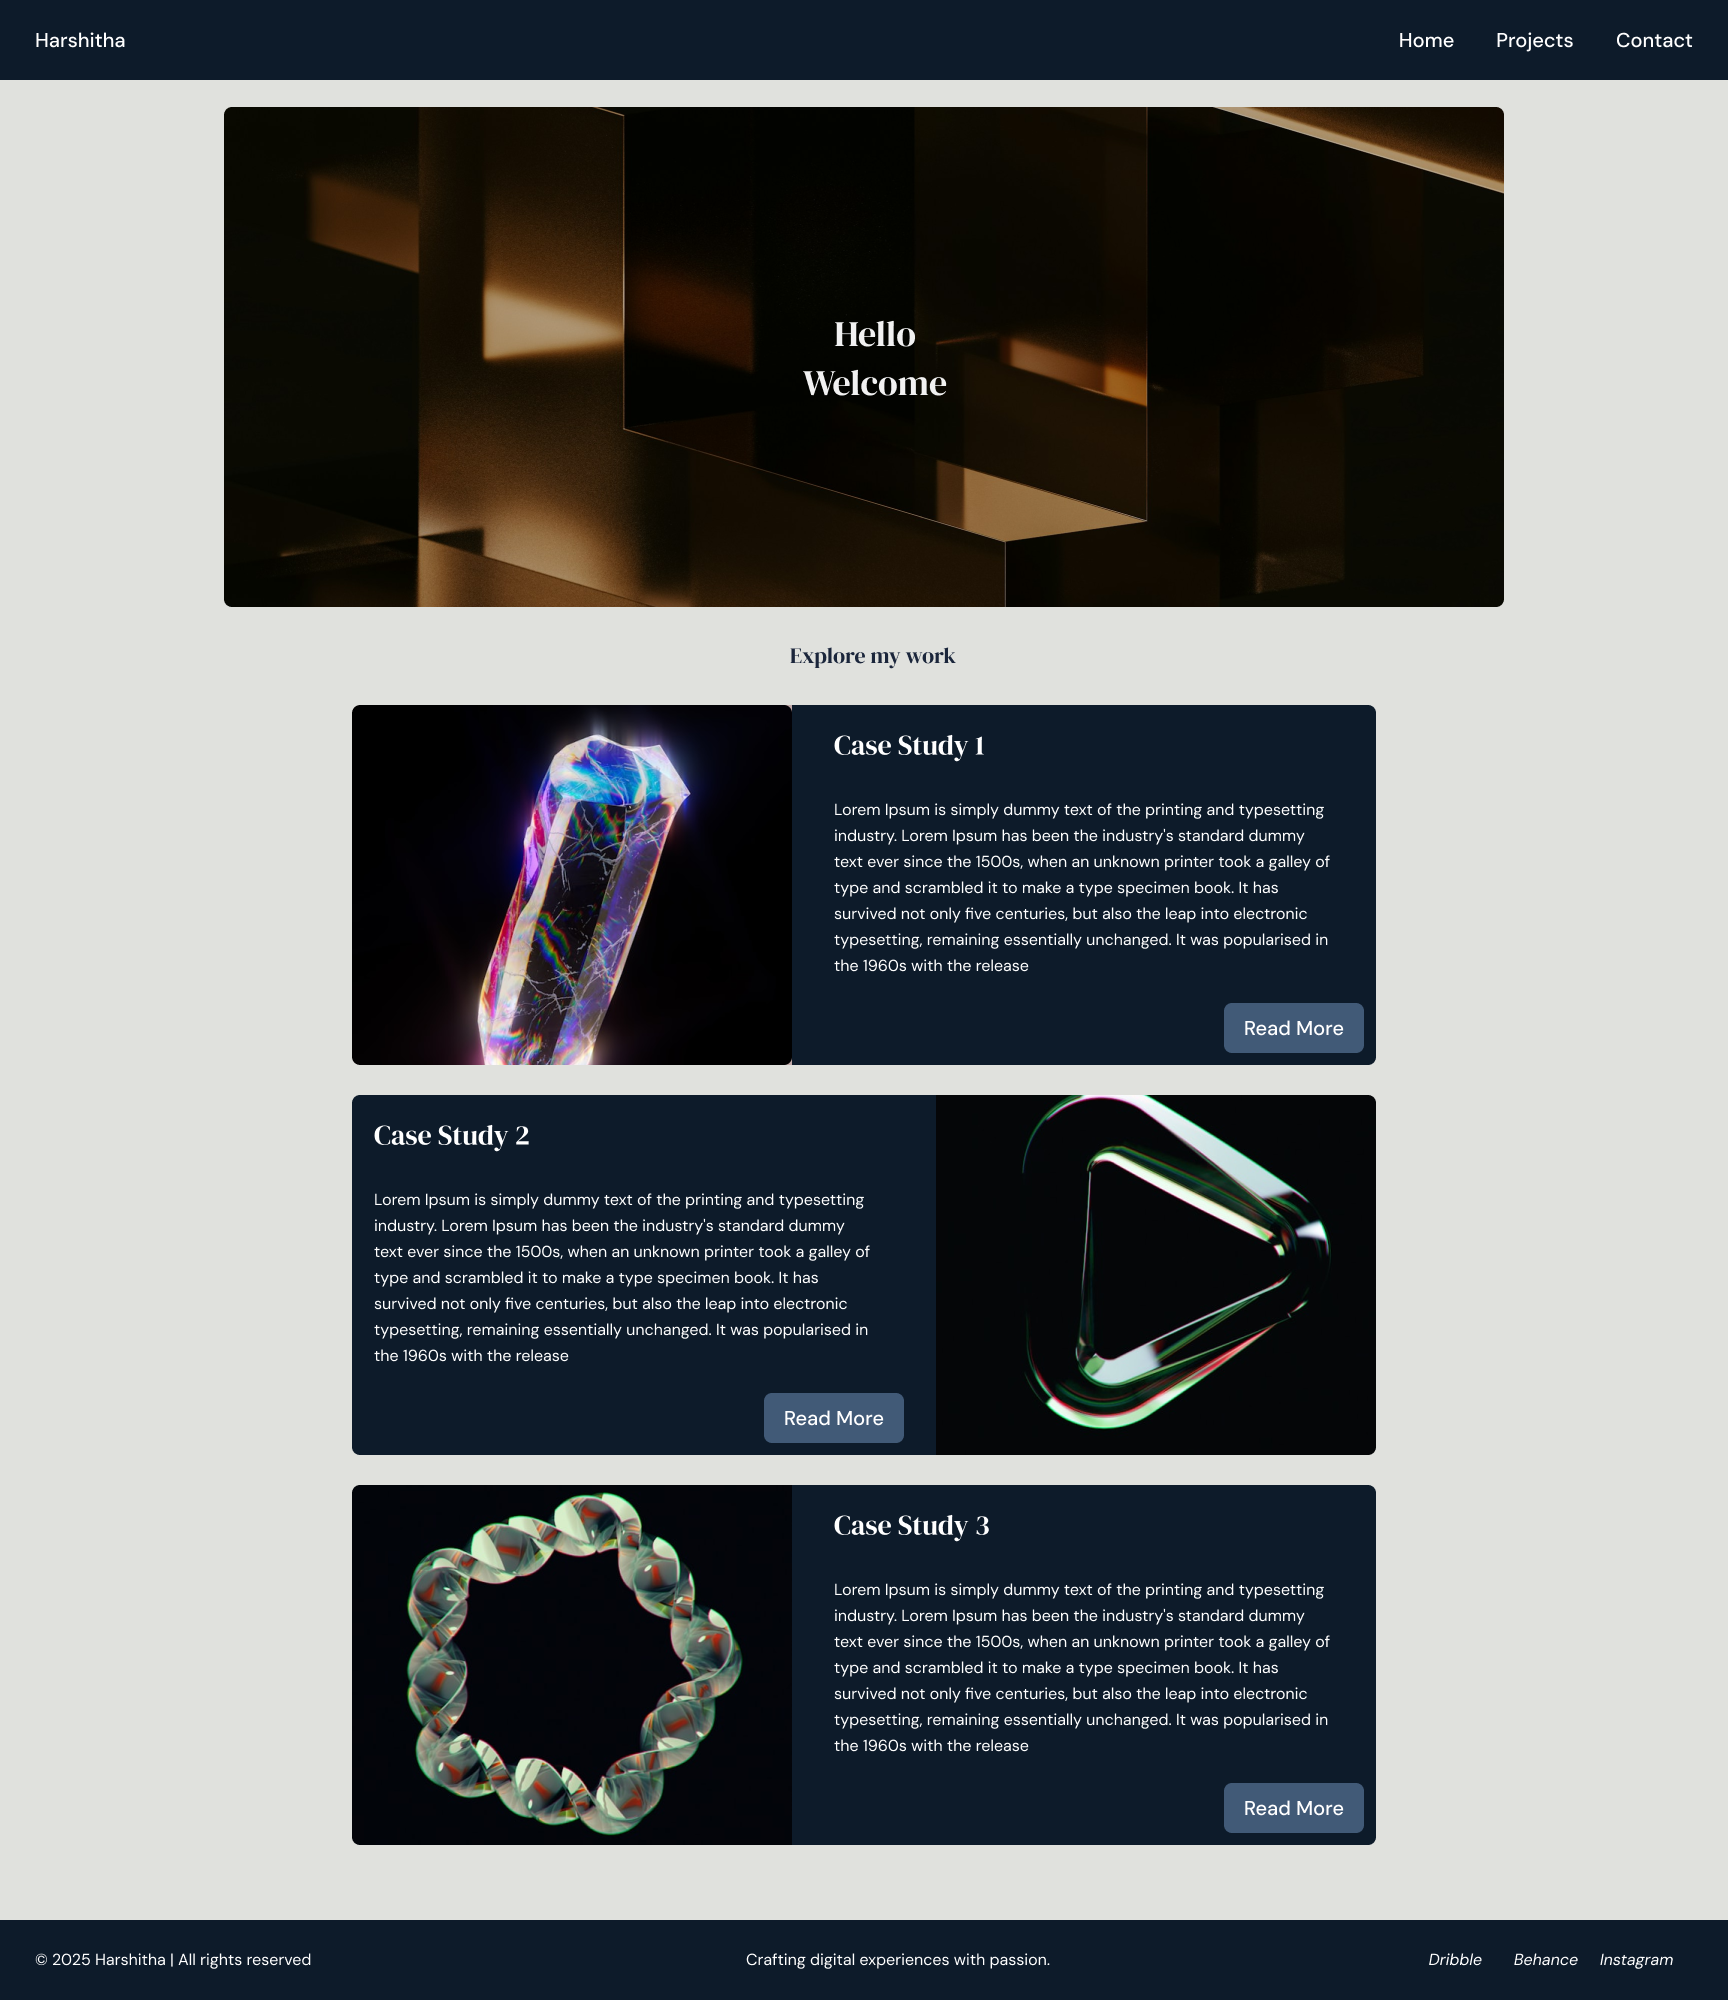 Harshitha
Home Projects Contact
Hello
Welcome
Explore my work
Case Study 1
Lorem Ipsum is simply dummy text of the printing and typesetting
industry. Lorem Ipsum has been the industry's standard dummy
text ever since the 1500s, when an unknown printer took a galley of
type and scrambled it to make a type specimen book. It has
survived not only five centuries, but also the leap into electronic
typesetting, remaining essentially unchanged. It was popularised in
the 1960s with the release
Read More
Case Study 2
Lorem Ipsum is simply dummy text of the printing and typesetting
industry. Lorem Ipsum has been the industry's standard dummy
text ever since the 1500s, when an unknown printer took a galley of
type and scrambled it to make a type specimen book. It has
survived not only five centuries, but also the leap into electronic
typesetting, remaining essentially unchanged. It was popularised in
the 1960s with the release
Read More
Case Study 3
Lorem Ipsum is simply dummy text of the printing and typesetting
industry. Lorem Ipsum has been the industry's standard dummy
text ever since the 1500s, when an unknown printer took a galley of
type and scrambled it to make a type specimen book. It has
survived not only five centuries, but also the leap into electronic
typesetting, remaining essentially unchanged. It was popularised in
the 1960s with the release
Read More
© 2025 Harshitha | All rights reserved
Crafting digital experiences with passion.
Dribble Behance Instagram